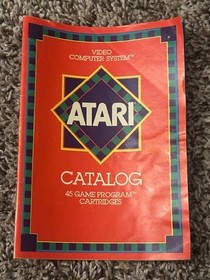 VIDEO
COMPUTER SYSTEM™
ATARI®
CATALOG
45 GAME PROGRAM™
CARTRIDGES